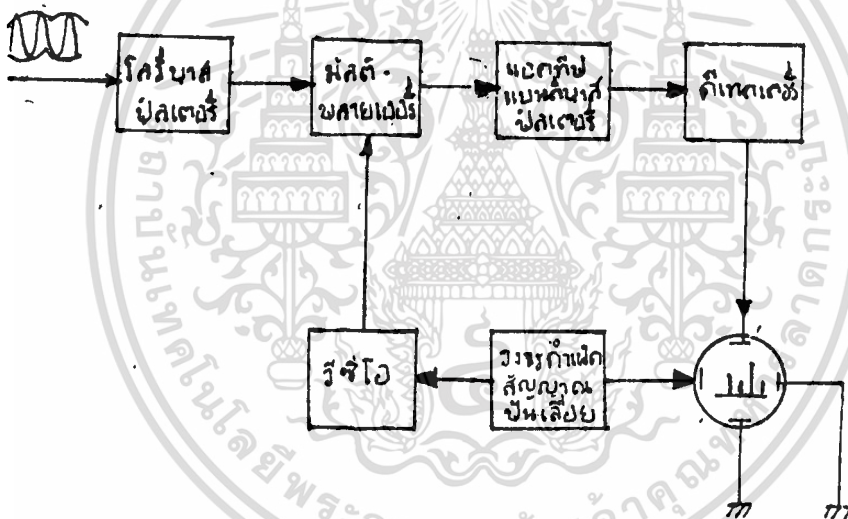 โลว์พาส
ฟิลเตอร์
มัลติ-
พลายเออร์
แอคทีฟ
แบนด์พาส
ฟิลเตอร์
ดีเทคเตอร์
วีซีโอ
วงจรกำเนิด
สัญญาณ
ฟันเลื่อย